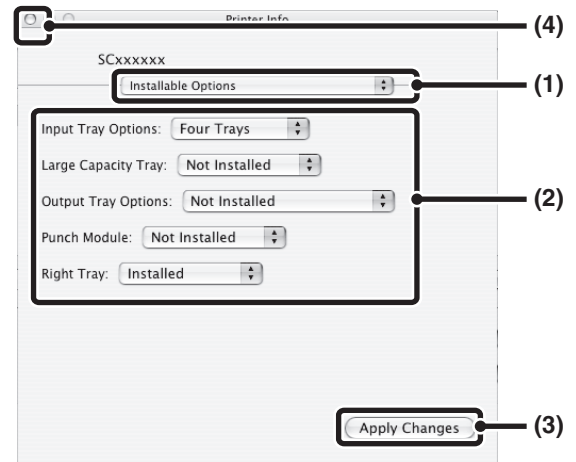 Printer Info
(4)
SCxxxxxx
Installable Options
(1)
Input Tray Options: Four Trays
Large Capacity Tray: Not Installed
Output Tray Options: Not Installed
(2)
Punch Module: Not Installed
Right Tray: Installed
Apply Changes
(3)